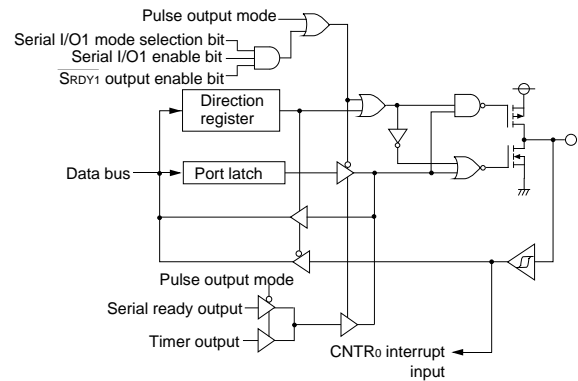 Pulse output mode
Serial I/O1 mode selection bit
Serial I/O1 enable bit
SRDY1 output enable bit
Direction
register
Data bus
Port latch
Pulse output mode
Serial ready output
Timer output
CNTR0 interrupt
input